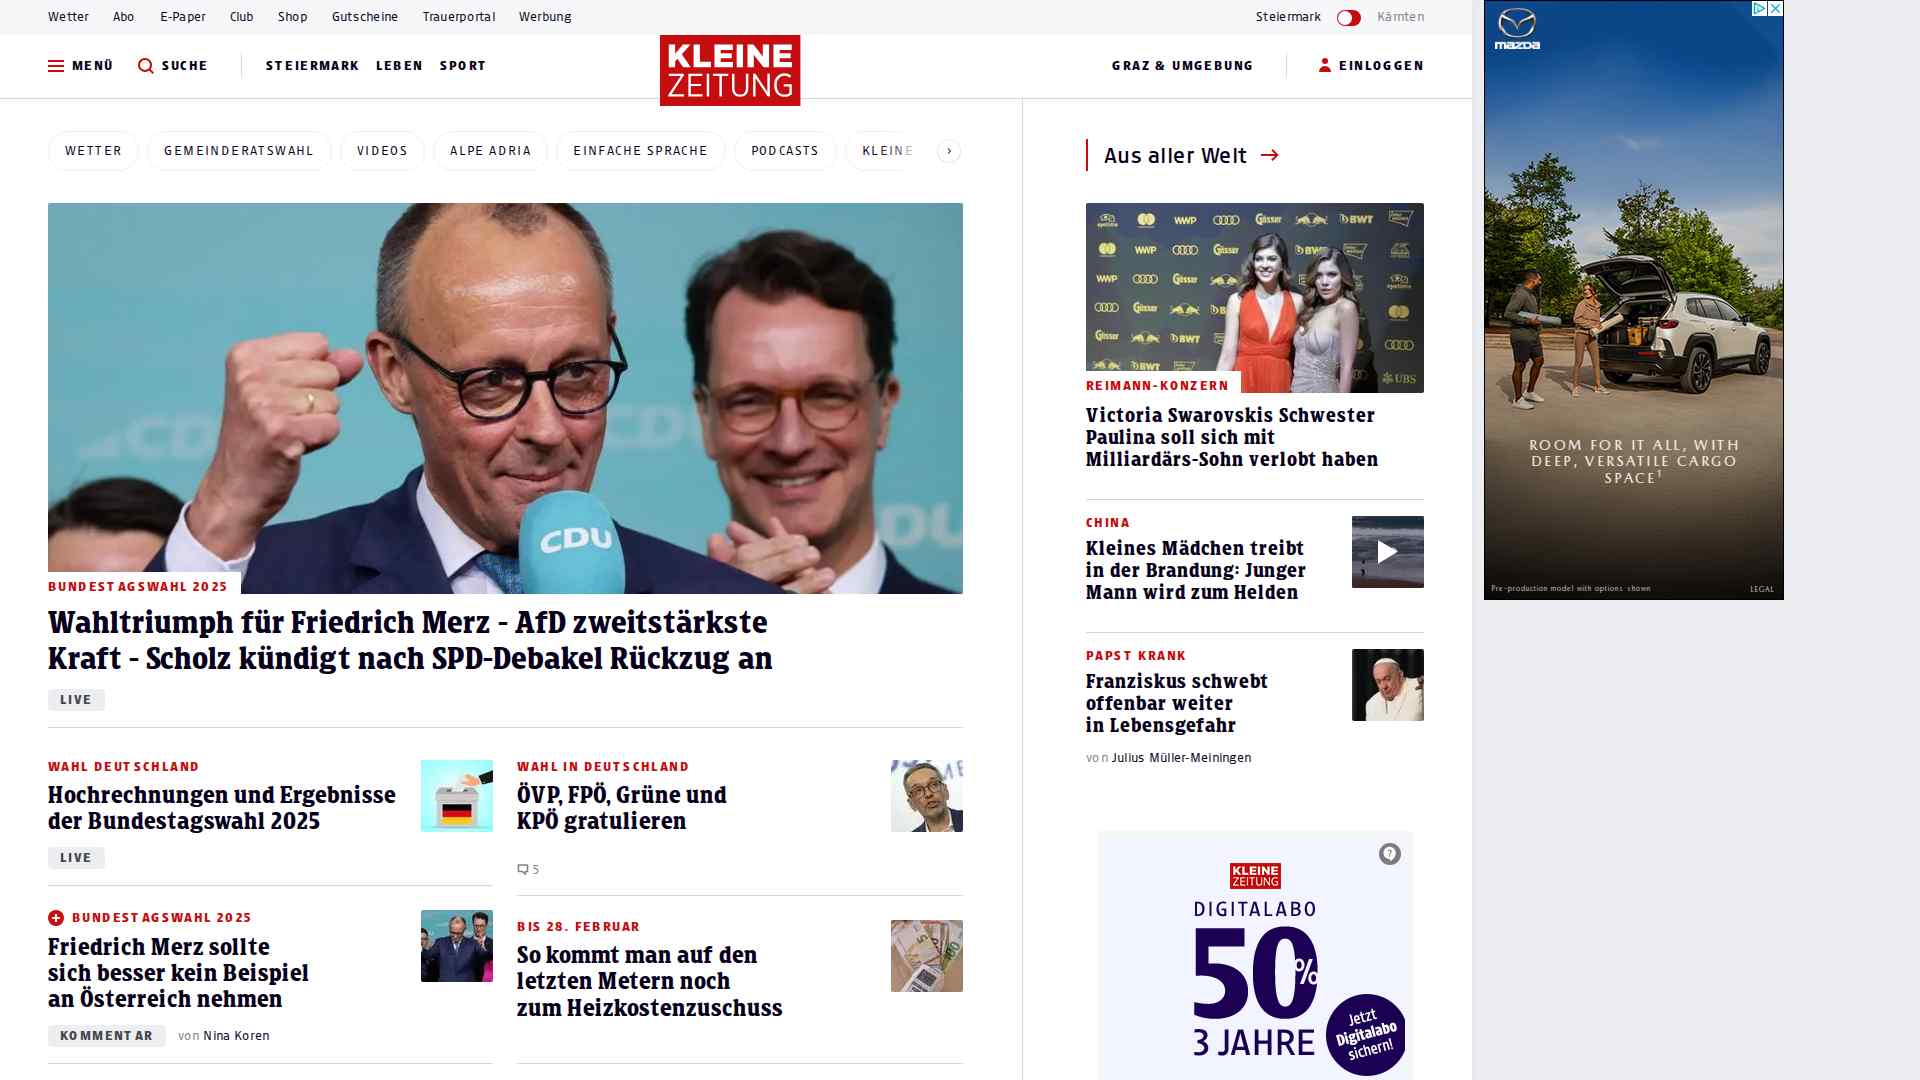 Wetter Abo E-Paper Club Shop Gutscheine Trauerportal Werbung
Steiermark Kärnten
MENÜ SUCHE STEIERMARK LEBEN SPORT
KLEINE
ZEITUNG
GRAZ & UMGEBUNG EINLOGGEN
WETTER GEMEINDERATSWAHL VIDEOS ALPE ADRIA EINFACHE SPRACHE PODCASTS KLEINE
CDU
BUNDESTAGSWAHL 2025
Wahltriumph für Friedrich Merz - AfD zweitstärkste
Kraft - Scholz kündigt nach SPD-Debakel Rückzug an
LIVE
WAHL DEUTSCHLAND
Hochrechnungen und Ergebnisse
der Bundestagswahl 2025
LIVE
BUNDESTAGSWAHL 2025
Friedrich Merz sollte
sich besser kein Beispiel
an Österreich nehmen
KOMMENTAR von Nina Koren
WAHL IN DEUTSCHLAND
ÖVP, FPÖ, Grüne und
KPÖ gratulieren
5
BIS 28. FEBRUAR
So kommt man auf den
letzten Metern noch
zum Heizkostenzuschuss
Aus aller Welt
REIMANN-KONZERN
Victoria Swarovskis Schwester
Paulina soll sich mit
Milliardärs-Sohn verlobt haben
CHINA
Kleines Mädchen treibt
in der Brandung: Junger
Mann wird zum Helden
PAPST KRANK
Franziskus schwebt
offenbar weiter
in Lebensgefahr
von Julius Müller-Meiningen
KLEINE
ZEITUNG
DIGITALABO
50%
3 JAHRE
Jetzt
Digitalabo
sichern!
mazda
ROOM FOR IT ALL, WITH
DEEP, VERSATILE CARGO
SPACE1
Pre-production model with options shown
LEGAL